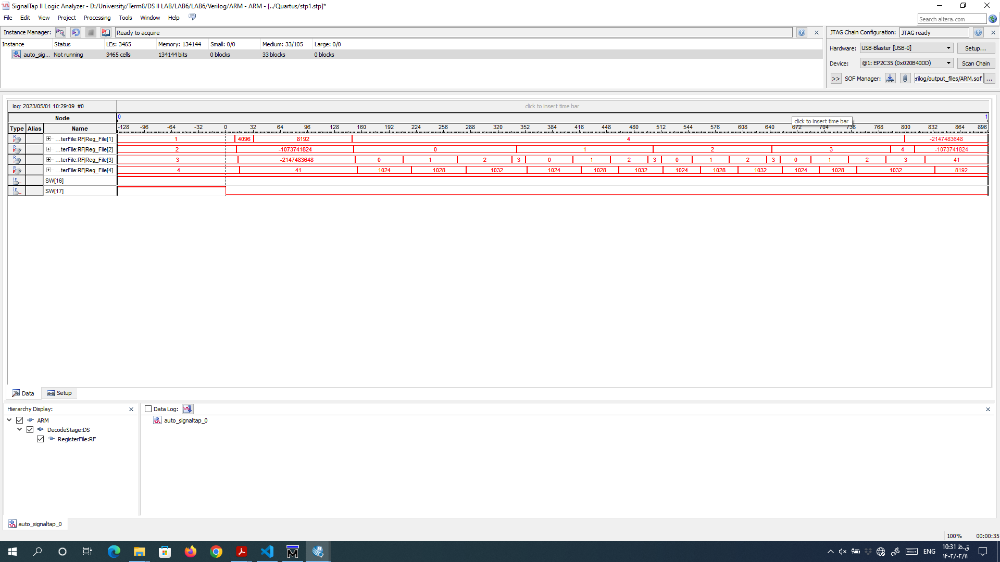 SignalTap II Logic Analyzer - D:/University/Term8/DS II LAB/LAB6/LAB6/Verilog/ARM - ARM - [../Quartus/stp1.stp]*
File Edit View Project Processing Tools Window Help
Search altera.com
Instance Manager: Ready to acquire
JTAG Chain Configuration: JTAG ready
Instance Status LEs: 3465 Memory: 134144 Small: 0/0 Medium: 33/105 Large: 0/0
auto_sig... Not running 3465 cells 134144 bits 0 blocks 33 blocks 0 blocks
Hardware: USB-Blaster [USB-0] Setup...
Device: @1: EP2C35 (0x020B40DD) Scan Chain
>> SOF Manager: erilog/output_files/ARM.sof ...
log: 2023/05/01 10:29:09 #0 click to insert time bar
Node 0 1
click to insert time bar
Type Alias Name -128 -96 -64 -32 0 32 64 96 128 160 192 224 256 288 320 352 384 416 448 480 512 544 576 608 640 672 704 736 768 800 832 864 896
...terFile:RF|Reg_File[1] 1 4096 8192 4 -2147483648
...terFile:RF|Reg_File[2] 2 -1073741824 0 1 2 3 4 -1073741824
...terFile:RF|Reg_File[3] 3 -2147483648 0 1 2 3 0 1 2 3 0 1 2 3 0 1 2 3 41
...terFile:RF|Reg_File[4] 4 41 1024 1028 1032 1024 1028 1032 1024 1028 1032 1024 1028 1032 8192
SW[16]
SW[17]
Data Setup
Hierarchy Display:
Data Log:
ARM
auto_signaltap_0
DecodeStage:DS
RegisterFile:RF
auto_signaltap_0
100% 00:00:35
ENG
10:31 ق.ظ
۱۴۰۲/۰۲/۱۱